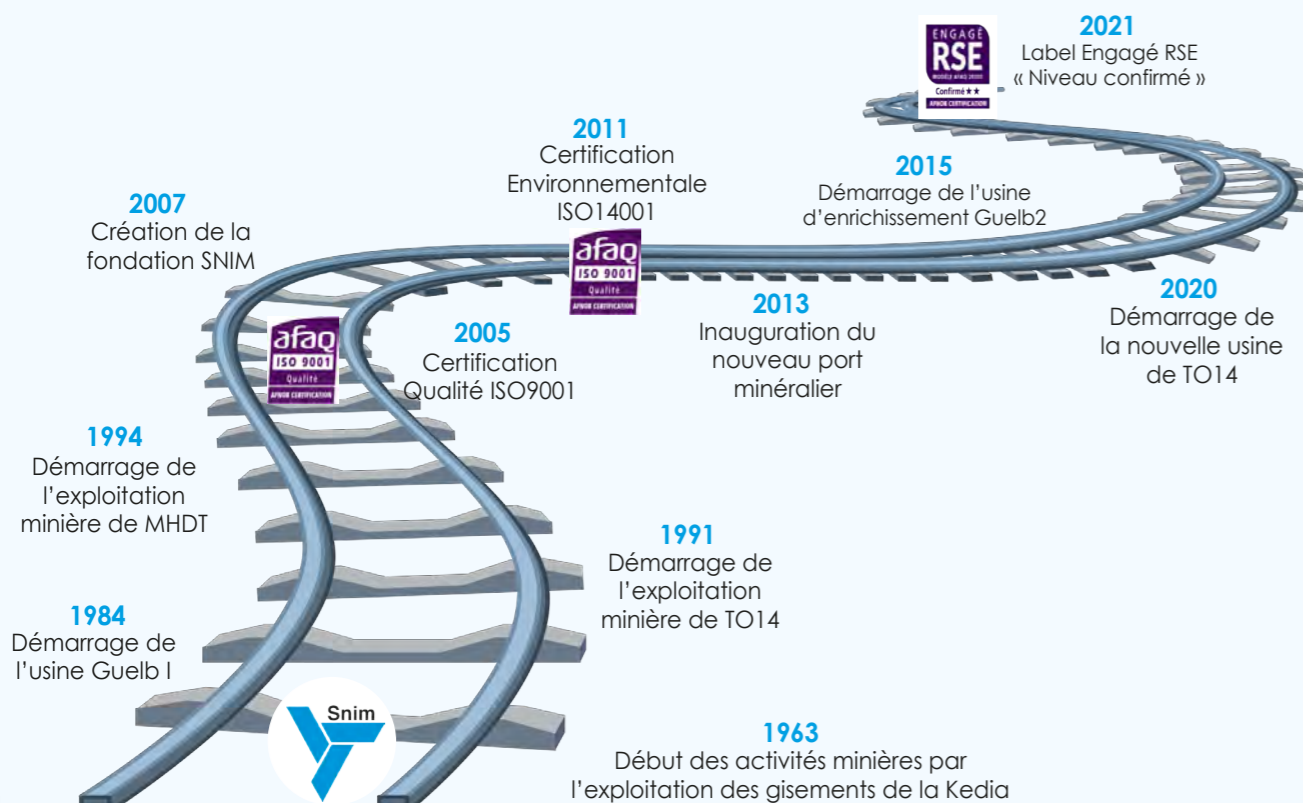 2021
Label Engagé RSE
« Niveau confirmé »
ENGAGÉ
RSE
MODÈLE AFAQ 26000
Confirmé ★★
AFNOR CERTIFICATION
2011
Certification
Environnementale
ISO14001
2015
Démarrage de l'usine
d'enrichissement Guelb2
2007
Création de la
fondation SNIM
afaq
ISO 9001
Qualité
AFNOR CERTIFICATION
2020
Démarrage de
la nouvelle usine
de TO14
2013
Inauguration du
nouveau port
minéralier
afaq
ISO 9001
Qualité
AFNOR CERTIFICATION
2005
Certification
Qualité ISO9001
1994
Démarrage de
l'exploitation
minière de MHDT
1991
Démarrage de
l'exploitation
minière de TO14
1984
Démarrage de
l'usine Guelb I
Snim
1963
Début des activités minières par
l'exploitation des gisements de la Kedia